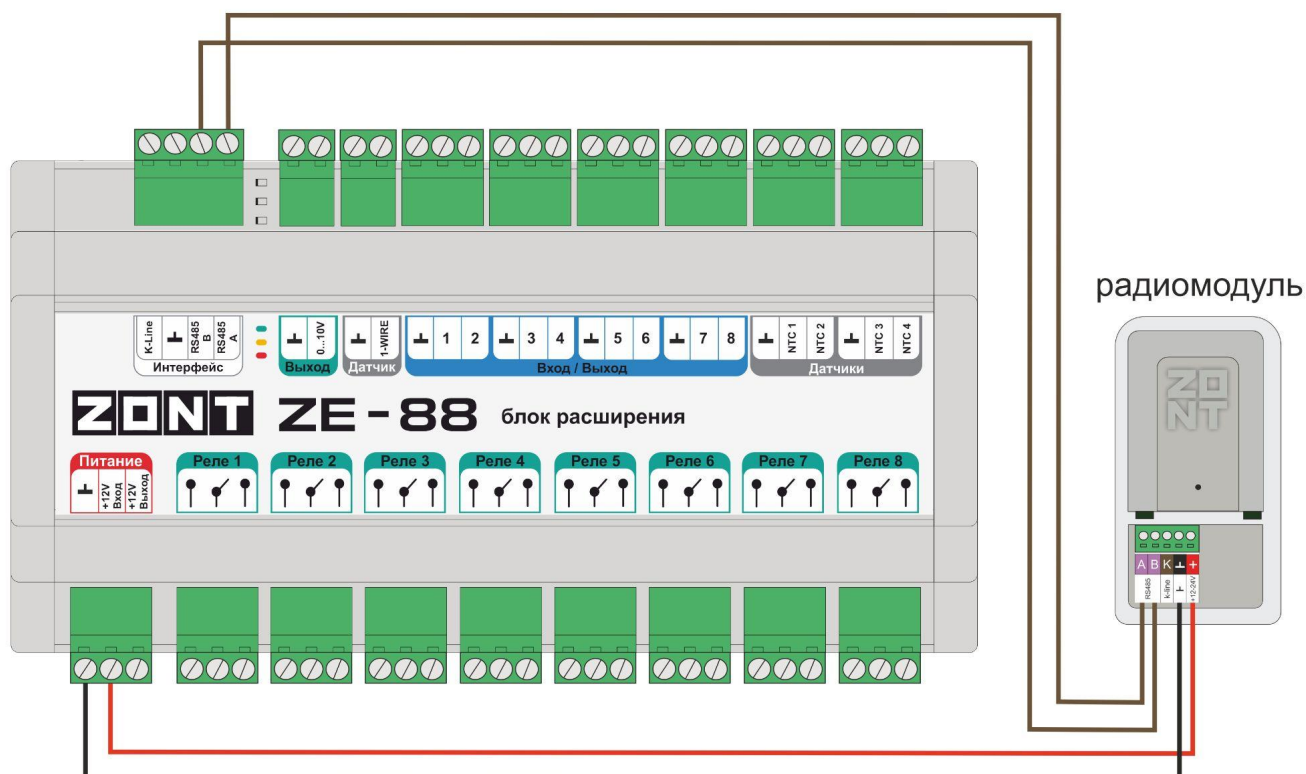 радиомодуль
K-Line
⊥
RS485 B
RS485 A
Интерфейс
⊥
0...10V
Выход
⊥
1-WIRE
Датчик
⊥ 1 2 ⊥ 3 4 ⊥ 5 6 ⊥ 7 8
Вход / Выход
⊥
NTC 1
NTC 2
⊥
NTC 3
NTC 4
Датчики
ZONT ZE-88 блок расширения
Питание
⊥
+12V Вход
+12V Выход
Реле 1 Реле 2 Реле 3 Реле 4 Реле 5 Реле 6 Реле 7 Реле 8
ZO
NT
A B K ⊥ +
RS485
k-line
⊥
+12-24V